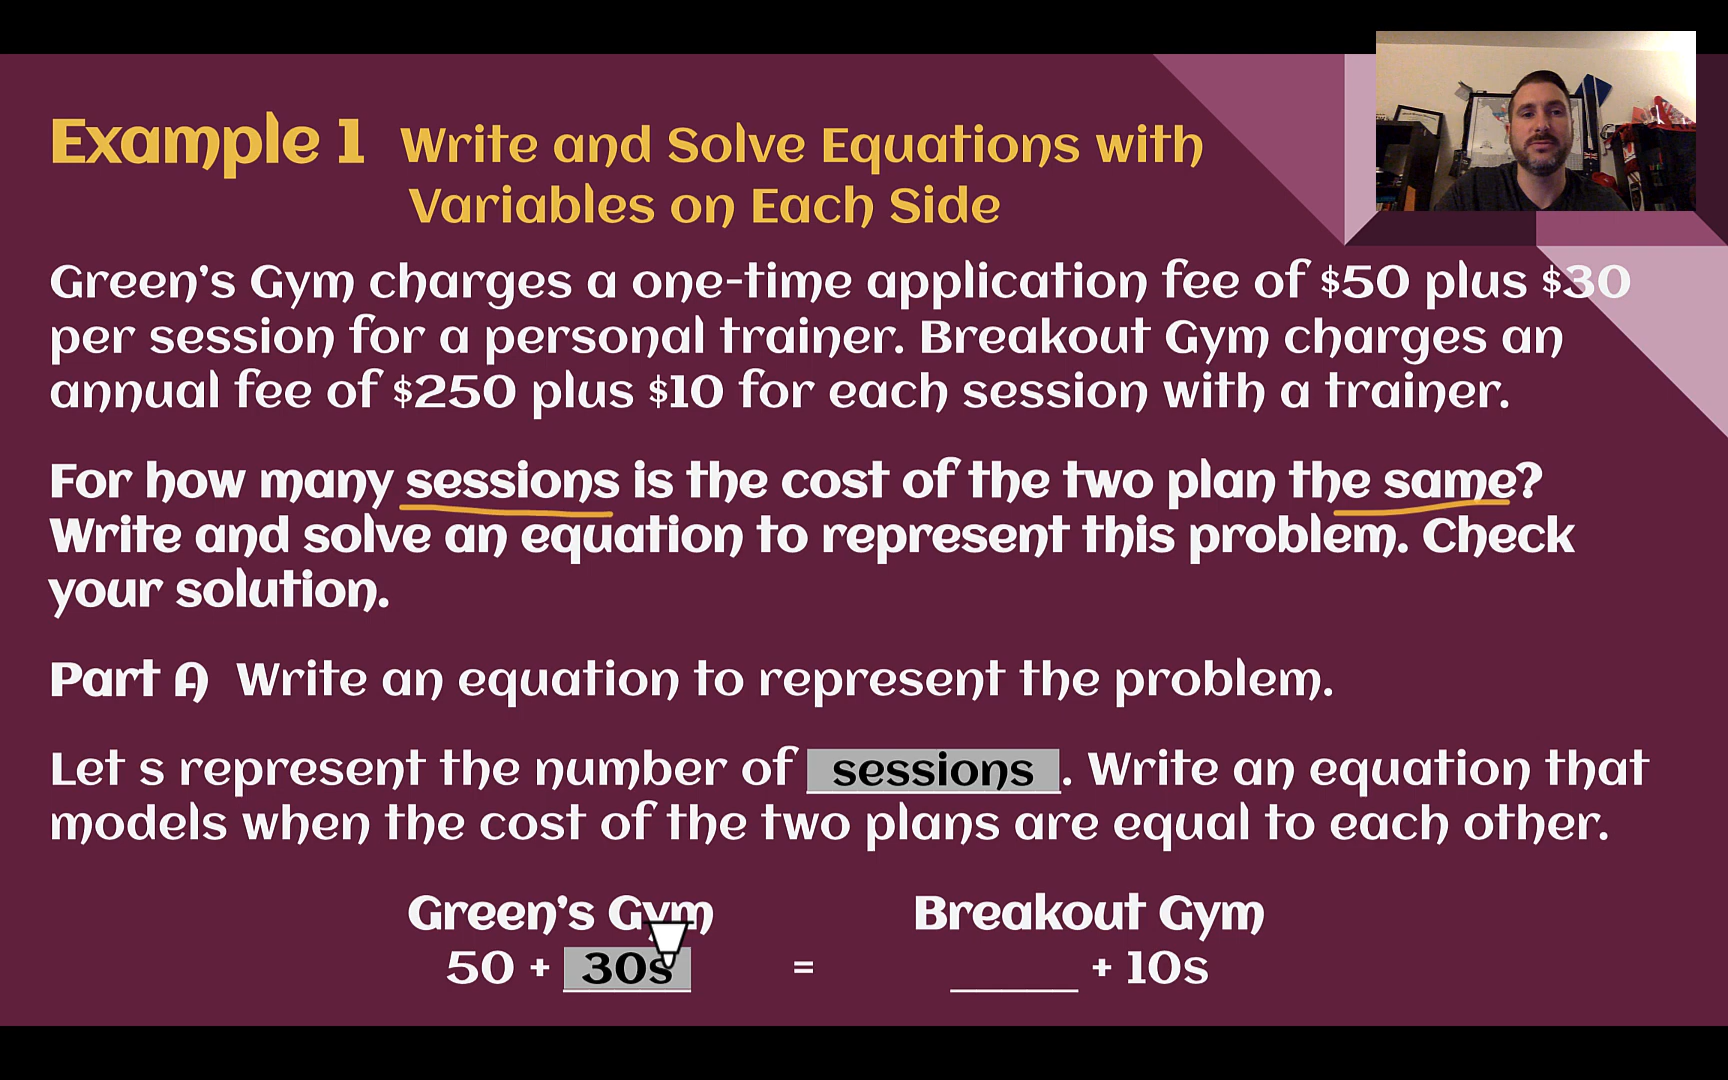 Example 1 Write and Solve Equations with
Variables on Each Side
Green's Gym charges a one-time application fee of $50 plus $30
per session for a personal trainer. Breakout Gym charges an
annual fee of $250 plus $10 for each session with a trainer.
For how many sessions is the cost of the two plan the same?
Write and solve an equation to represent this problem. Check
your solution.
Part A Write an equation to represent the problem.
Let s represent the number of sessions. Write an equation that
models when the cost of the two plans are equal to each other.
Green's Gym Breakout Gym
50 + 30s = ______ + 10s